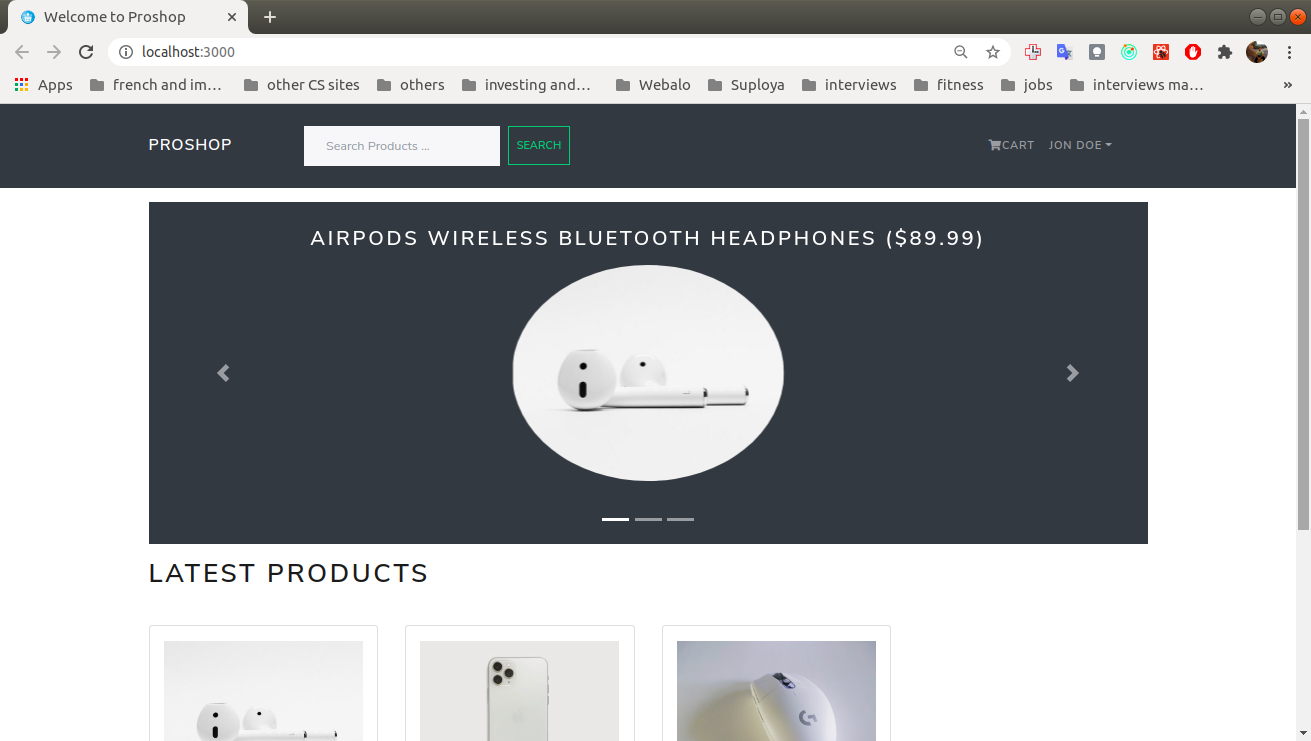 Welcome to Proshop
localhost:3000
Apps
french and im…
other CS sites
others
investing and…
Webalo
Suploya
interviews
fitness
jobs
interviews ma…
»
PROSHOP
Search Products ...
SEARCH
CART
JON DOE
AIRPODS WIRELESS BLUETOOTH HEADPHONES ($89.99)
LATEST PRODUCTS